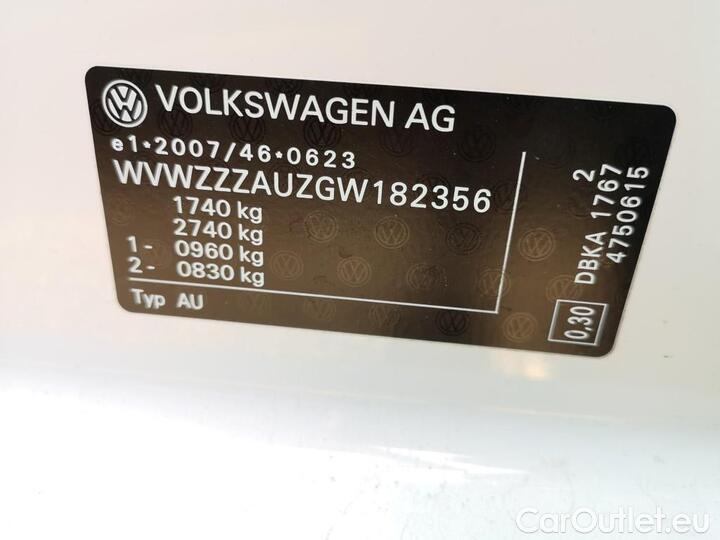 VOLKSWAGEN AG
e1*2007/46*0623
WVWZZZAUZGW182356
1740 kg
2740 kg
1- 0960 kg
2- 0830 kg
Typ AU
2
DBKA 1767
4750615
0.30
CarOutlet.eu